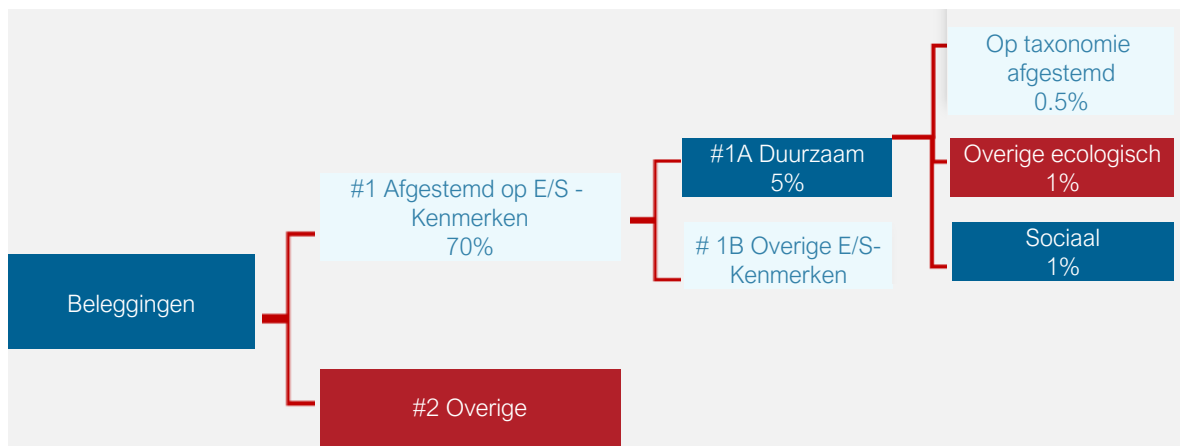 Op taxonomie
afgestemd
0.5%
#1A Duurzaam
5%
Overige ecologisch
1%
#1 Afgestemd op E/S -
Kenmerken
70%
# 1B Overige E/S-
Kenmerken
Sociaal
1%
Beleggingen
#2 Overige